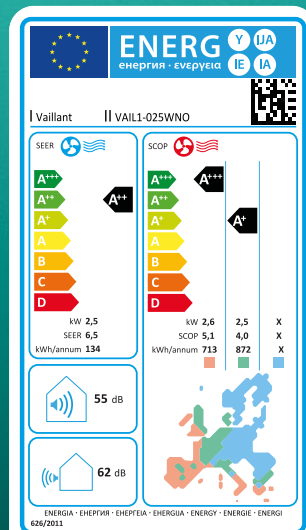 ENERG Y IJA
енергия · ενεργεια IE IA
I Vaillant II VAIL1-025WNO
SEER
SCOP
A+++ A+++ A+++
A++ A++ A++
A+ A+ A+
A A
B B
C C
D D
kW 2,5 kW 2,6 2,5 X
SEER 6,5 SCOP 5,1 4,0 X
kWh/annum 134 kWh/annum 713 872 X
55 dB
62 dB
ENERGIA · ЕНЕРГИЯ · ΕΝΕΡΓΕΙΑ · ENERGIJA · ENERGY · ENERGIE · ENERGI
626/2011